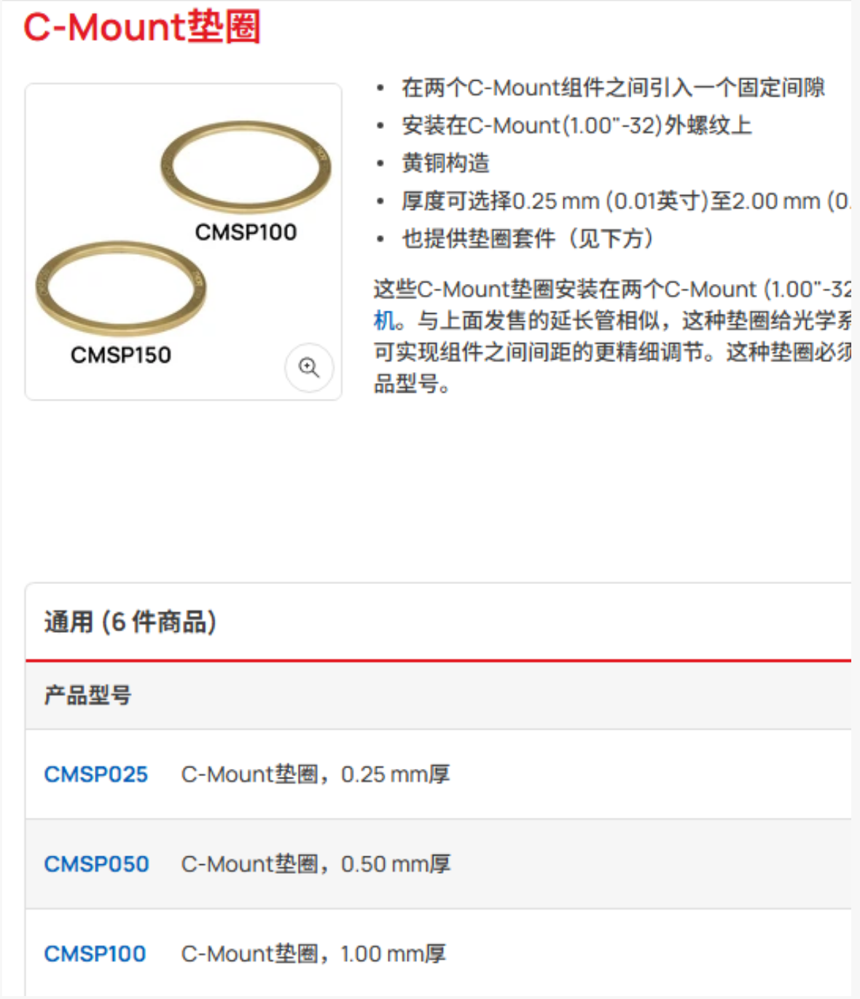 C-Mount垫圈
CMSP100
CMSP150
• 在两个C-Mount组件之间引入一个固定间隙
• 安装在C-Mount(1.00"-32)外螺纹上
• 黄铜构造
• 厚度可选择0.25 mm (0.01英寸)至2.00 mm (0.
• 也提供垫圈套件（见下方）
这些C-Mount垫圈安装在两个C-Mount (1.00"-32
机。与上面发售的延长管相似，这种垫圈给光学系
可实现组件之间间距的更精细调节。这种垫圈必须
品型号。
通用 (6 件商品)
产品型号
CMSP025 C-Mount垫圈，0.25 mm厚
CMSP050 C-Mount垫圈，0.50 mm厚
CMSP100 C-Mount垫圈，1.00 mm厚